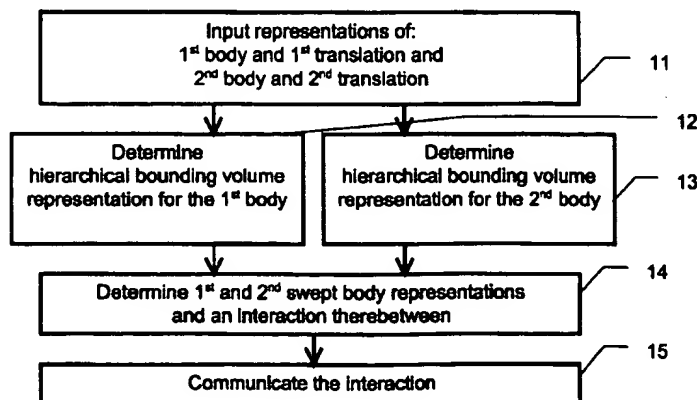 Input representations of:
1st body and 1st translation and
2nd body and 2nd translation
11
12
Determine
hierarchical bounding volume
representation for the 1st body
Determine
hierarchical bounding volume
representation for the 2nd body
13
14
Determine 1st and 2nd swept body representations
and an interaction therebetween
15
Communicate the interaction